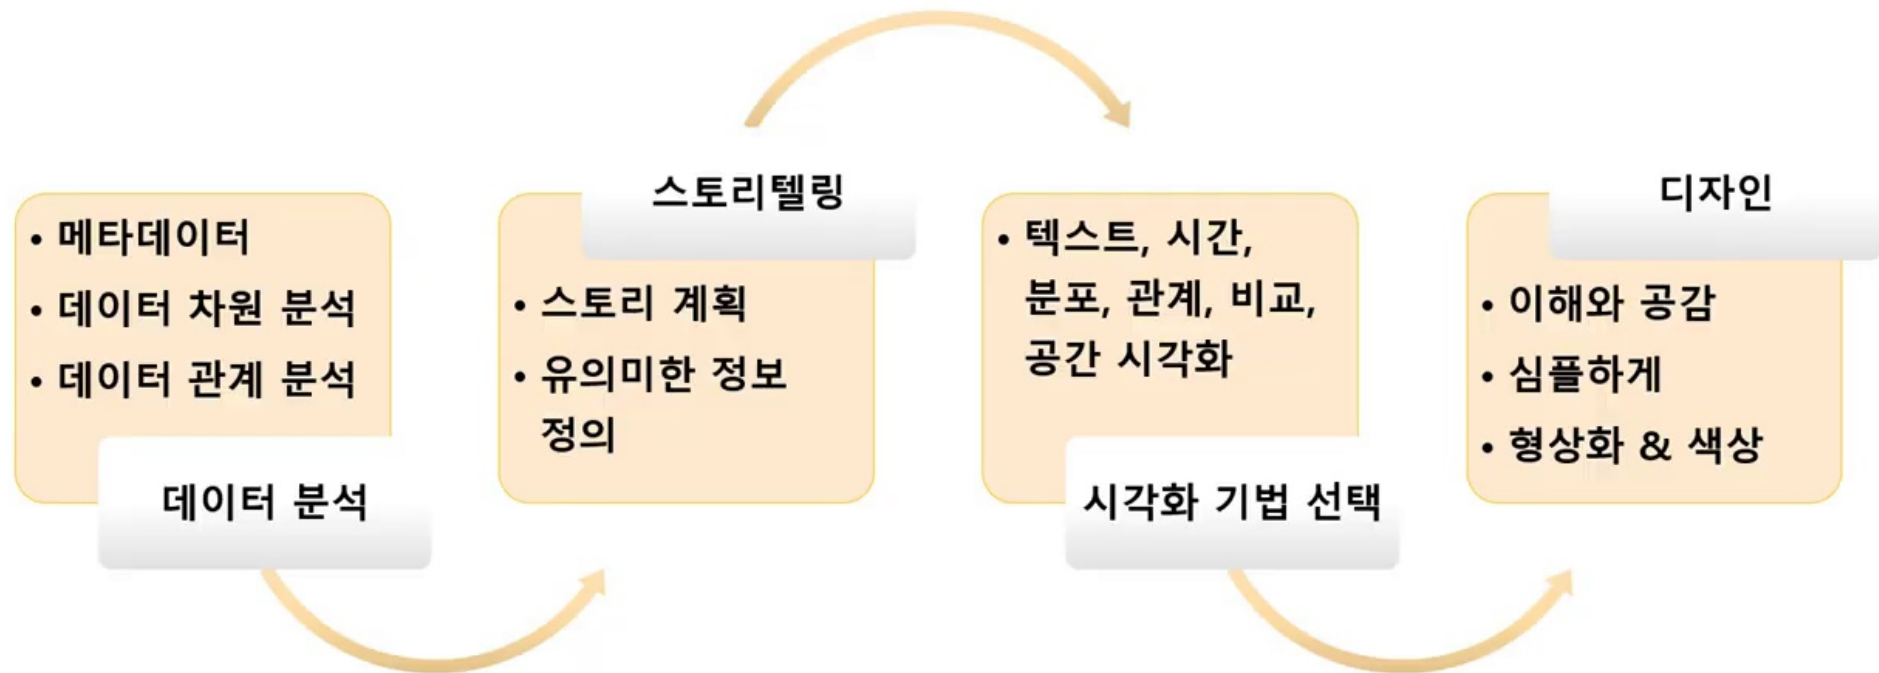 • 메타데이터
• 데이터 차원 분석
• 데이터 관계 분석
데이터 분석
스토리텔링
• 스토리 계획
• 유의미한 정보
정의
• 텍스트, 시간,
분포, 관계, 비교,
공간 시각화
시각화 기법 선택
디자인
• 이해와 공감
• 심플하게
• 형상화 & 색상